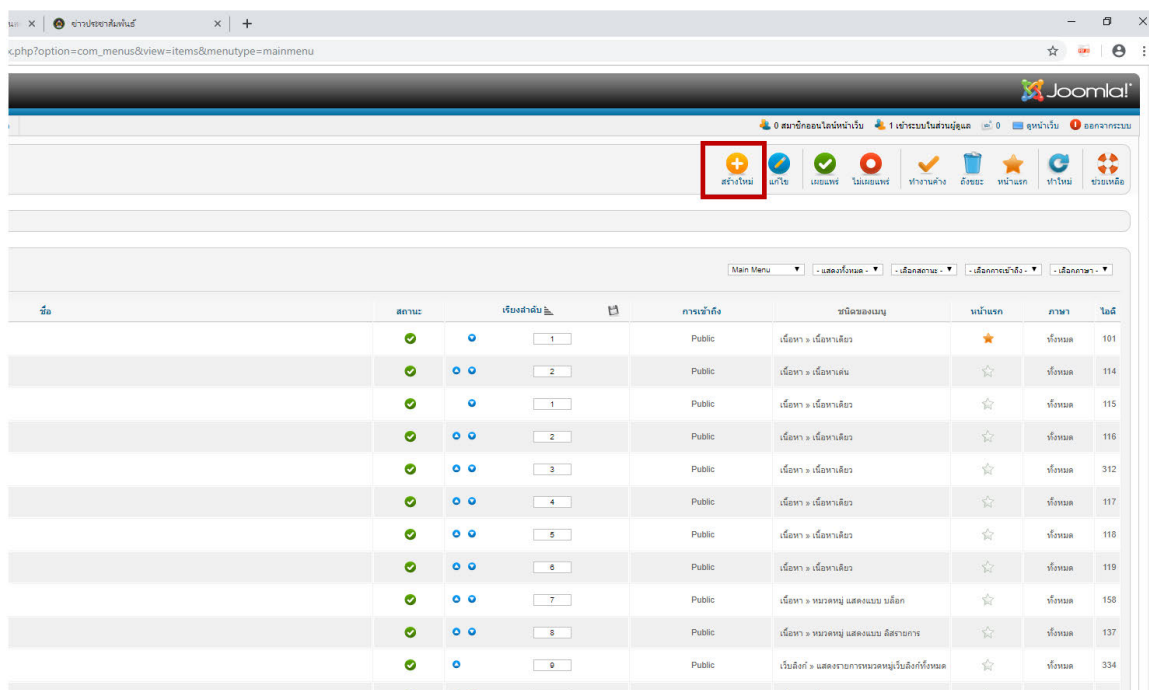 ข่าวประชาสัมพันธ์
.php?option=com_menus&view=items&menutype=mainmenu
Joomla!
0 สมาชิกออนไลน์หน้าเว็บ 1 เข้าระบบในส่วนผู้ดูแล 0 ดูหน้าเว็บ ออกจากระบบ
สร้างใหม่ แก้ไข เผยแพร่ ไม่เผยแพร่ ทำงานค้าง ถังขยะ หน้าแรก ทำใหม่ ช่วยเหลือ
Main Menu - แสดงทั้งหมด - - เลือกสถานะ - - เลือกการเข้าถึง - - เลือกภาษา -
ชื่อ สถานะ เรียงลำดับ การเข้าถึง ชนิดของเมนู หน้าแรก ภาษา ไอดี
1 Public เนื้อหา » เนื้อหาเดียว ทั้งหมด 101
2 Public เนื้อหา » เนื้อหาเด่น ทั้งหมด 114
1 Public เนื้อหา » เนื้อหาเดียว ทั้งหมด 115
2 Public เนื้อหา » เนื้อหาเดียว ทั้งหมด 116
3 Public เนื้อหา » เนื้อหาเดียว ทั้งหมด 312
4 Public เนื้อหา » เนื้อหาเดียว ทั้งหมด 117
5 Public เนื้อหา » เนื้อหาเดียว ทั้งหมด 118
6 Public เนื้อหา » เนื้อหาเดียว ทั้งหมด 119
7 Public เนื้อหา » หมวดหมู่ แสดงแบบ บล็อก ทั้งหมด 158
8 Public เนื้อหา » หมวดหมู่ แสดงแบบ ลิสรายการ ทั้งหมด 137
9 Public เว็บลิงก์ » แสดงรายการหมวดหมู่เว็บลิงก์ทั้งหมด ทั้งหมด 334